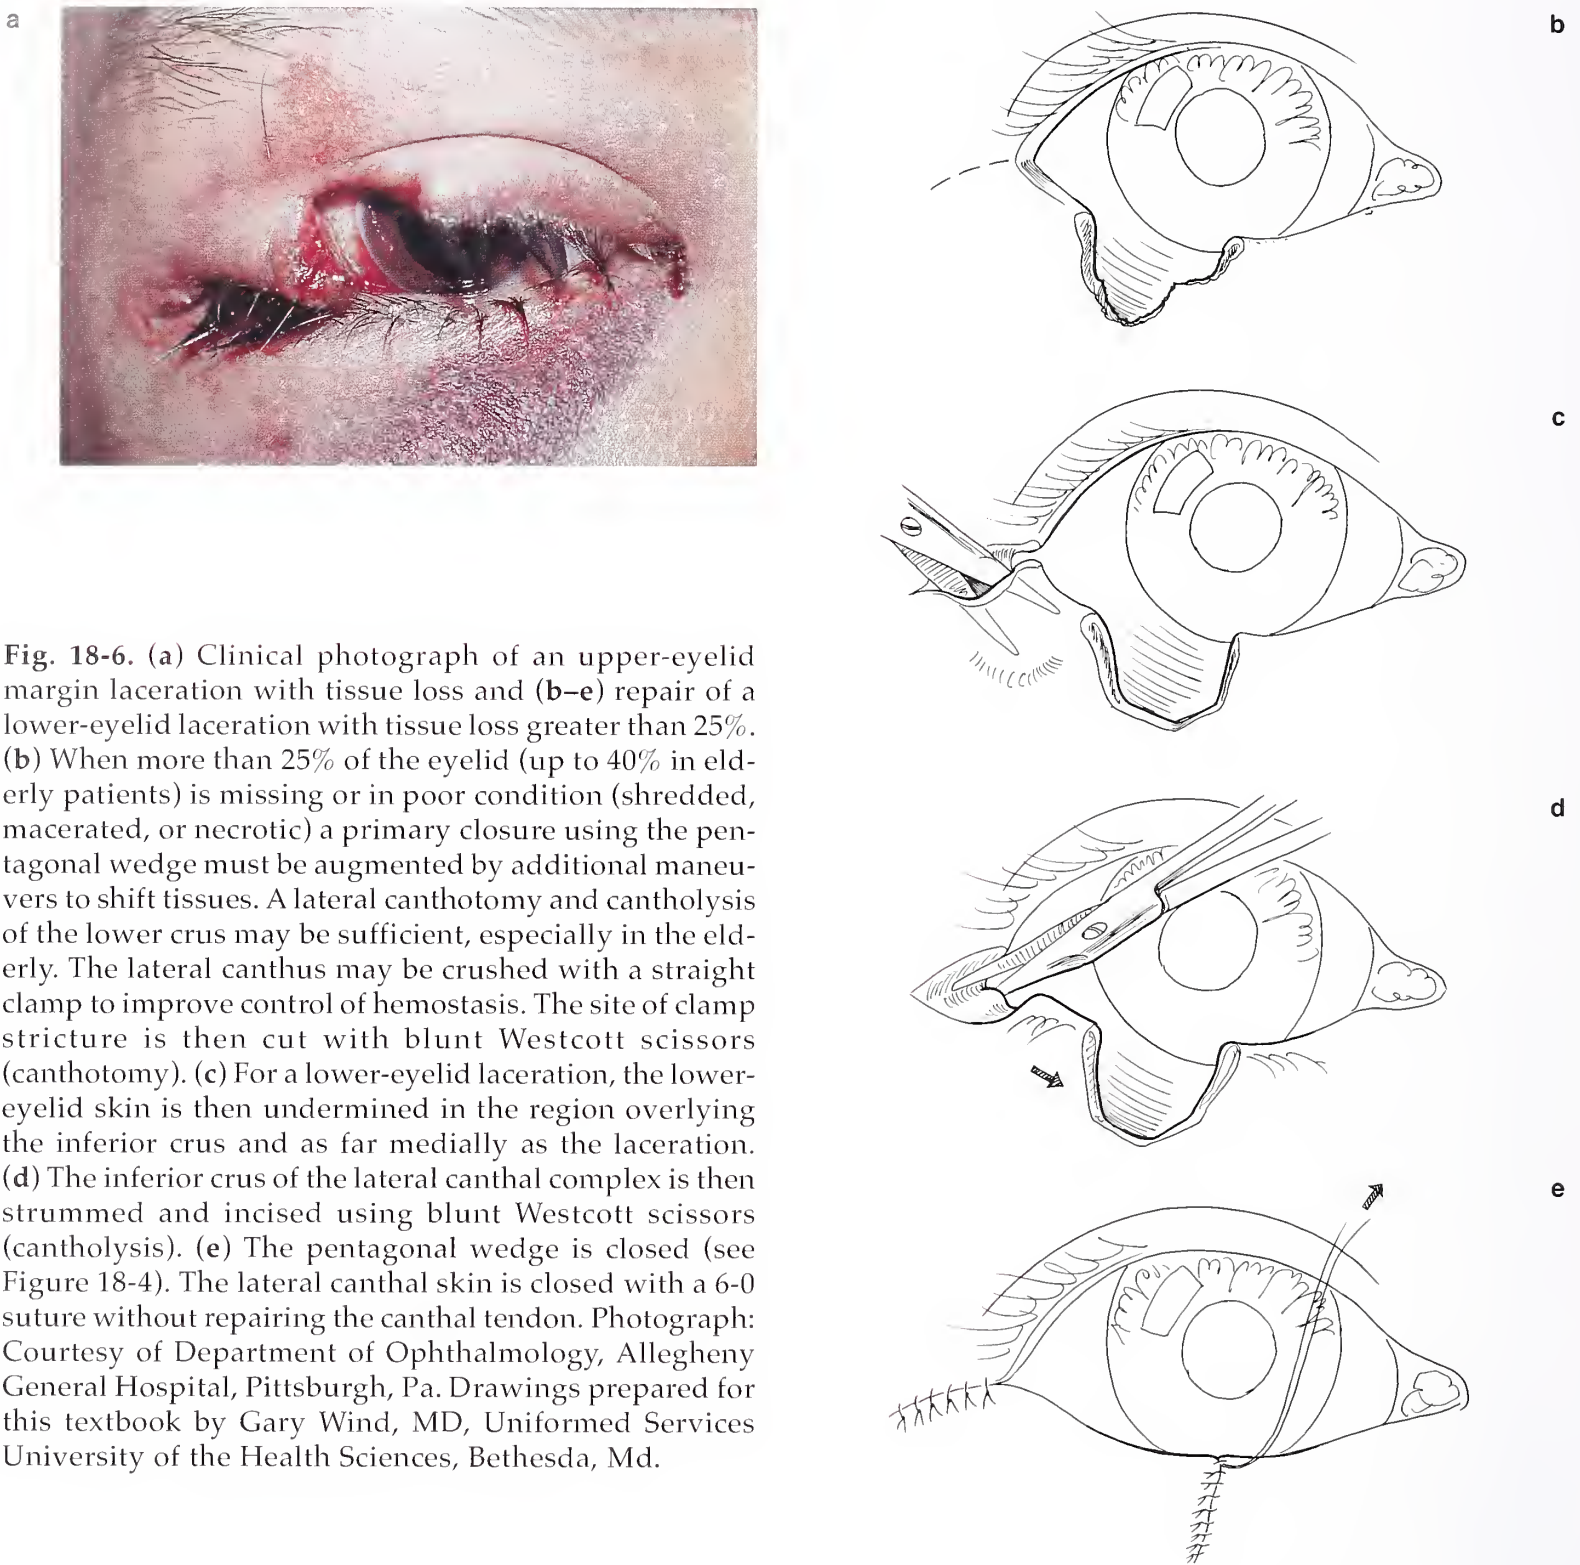 a
b
c
d
e
Fig. 18-6. (a) Clinical photograph of an upper-eyelid
margin laceration with tissue loss and (b–e) repair of a
lower-eyelid laceration with tissue loss greater than 25%.
(b) When more than 25% of the eyelid (up to 40% in eld-
erly patients) is missing or in poor condition (shredded,
macerated, or necrotic) a primary closure using the pen-
tagonal wedge must be augmented by additional maneu-
vers to shift tissues. A lateral canthotomy and cantholysis
of the lower crus may be sufficient, especially in the eld-
erly. The lateral canthus may be crushed with a straight
clamp to improve control of hemostasis. The site of clamp
stricture is then cut with blunt Westcott scissors
(canthotomy). (c) For a lower-eyelid laceration, the lower-
eyelid skin is then undermined in the region overlying
the inferior crus and as far medially as the laceration.
(d) The inferior crus of the lateral canthal complex is then
strummed and incised using blunt Westcott scissors
(cantholysis). (e) The pentagonal wedge is closed (see
Figure 18-4). The lateral canthal skin is closed with a 6-0
suture without repairing the canthal tendon. Photograph:
Courtesy of Department of Ophthalmology, Allegheny
General Hospital, Pittsburgh, Pa. Drawings prepared for
this textbook by Gary Wind, MD, Uniformed Services
University of the Health Sciences, Bethesda, Md.